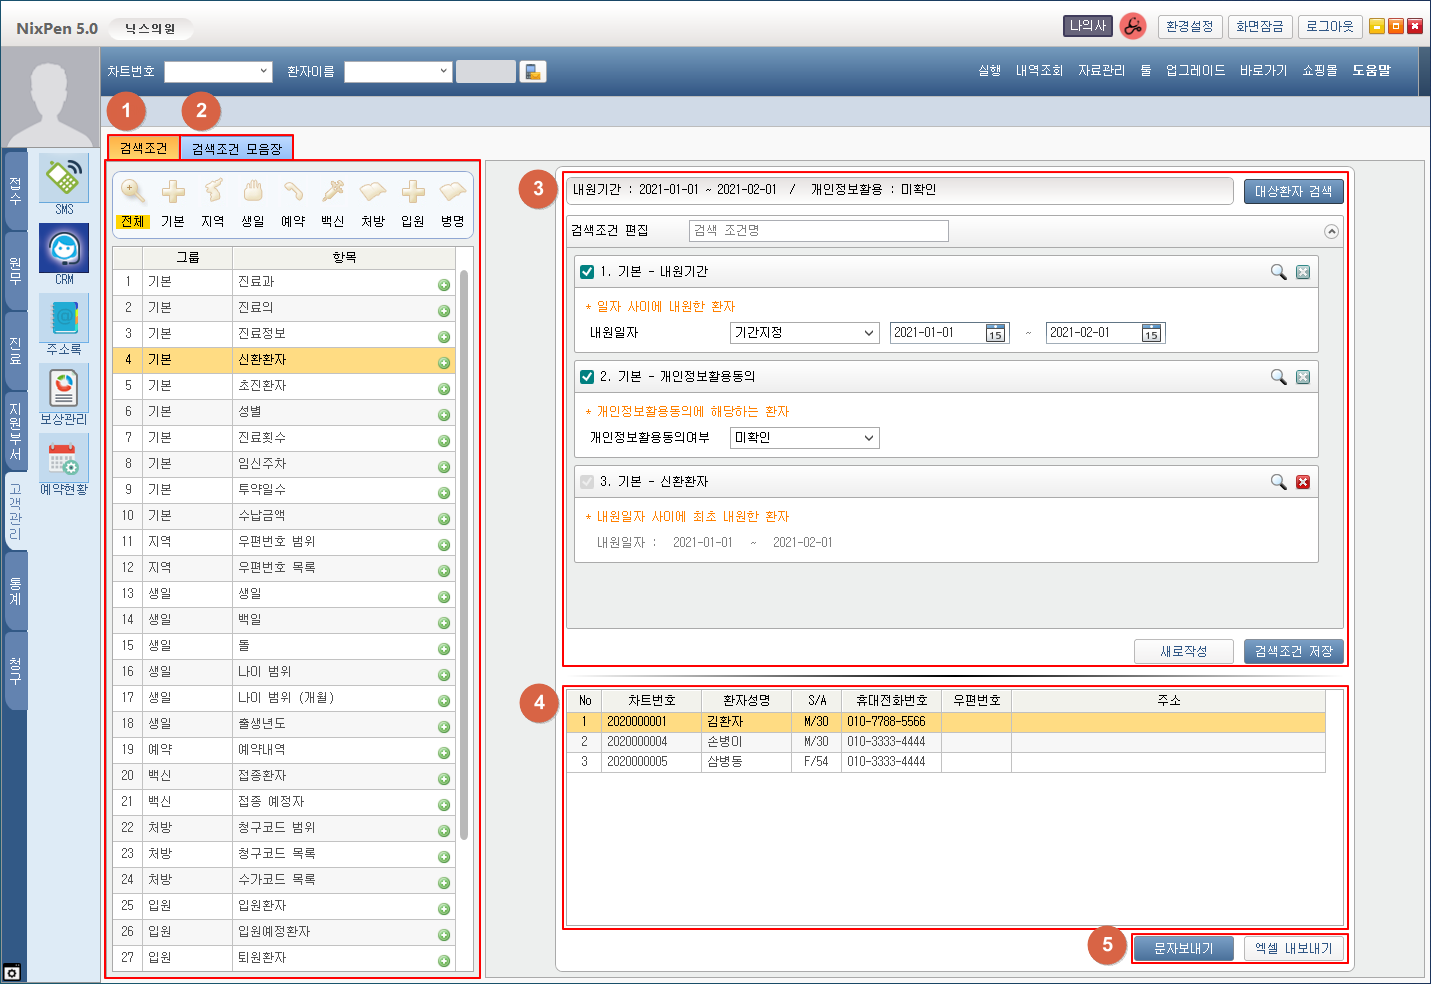 NixPen 5.0 닉스의원 나의사 환경설정 화면잠금 로그아웃
차트번호 환자이름 실행 내역조회 자료관리 툴 업그레이드 바로가기 쇼핑몰 도움말
1 2
검색조건 검색조건 모음장
접수
원무
진료
지원부서
고객관리
통계
청구
SMS
CRM
주소록
보상관리
예약현황
전체 기본 지역 생일 예약 백신 처방 입원 병명
그룹 항목
1 기본 진료과
2 기본 진료의
3 기본 진료정보
4 기본 신환환자
5 기본 초진환자
6 기본 성별
7 기본 진료횟수
8 기본 임신주차
9 기본 투약일수
10 기본 수납금액
11 지역 우편번호 범위
12 지역 우편번호 목록
13 생일 생일
14 생일 백일
15 생일 돌
16 생일 나이 범위
17 생일 나이 범위 (개월)
18 생일 출생년도
19 예약 예약내역
20 백신 접종환자
21 백신 접종 예정자
22 처방 청구코드 범위
23 처방 청구코드 목록
24 처방 수가코드 목록
25 입원 입원환자
26 입원 입원예정환자
27 입원 퇴원환자
3
내원기간 : 2021-01-01 ~ 2021-02-01 / 개인정보활용 : 미확인 대상환자 검색
검색조건 편집 검색 조건명
1. 기본 - 내원기간
* 일자 사이에 내원한 환자
내원일자 기간지정 2021-01-01 15 ~ 2021-02-01 15
2. 기본 - 개인정보활용동의
* 개인정보활용동의에 해당하는 환자
개인정보활용동의여부 미확인
3. 기본 - 신환환자
* 내원일자 사이에 최초 내원한 환자
내원일자 : 2021-01-01 ~ 2021-02-01
새로작성 검색조건 저장
4
No 차트번호 환자성명 S/A 휴대전화번호 우편번호 주소
1 2020000001 김환자 M/30 010-7788-5566
2 2020000004 손병이 M/30 010-3333-4444
3 2020000005 삼병동 F/54 010-3333-4444
5
문자보내기 엑셀 내보내기